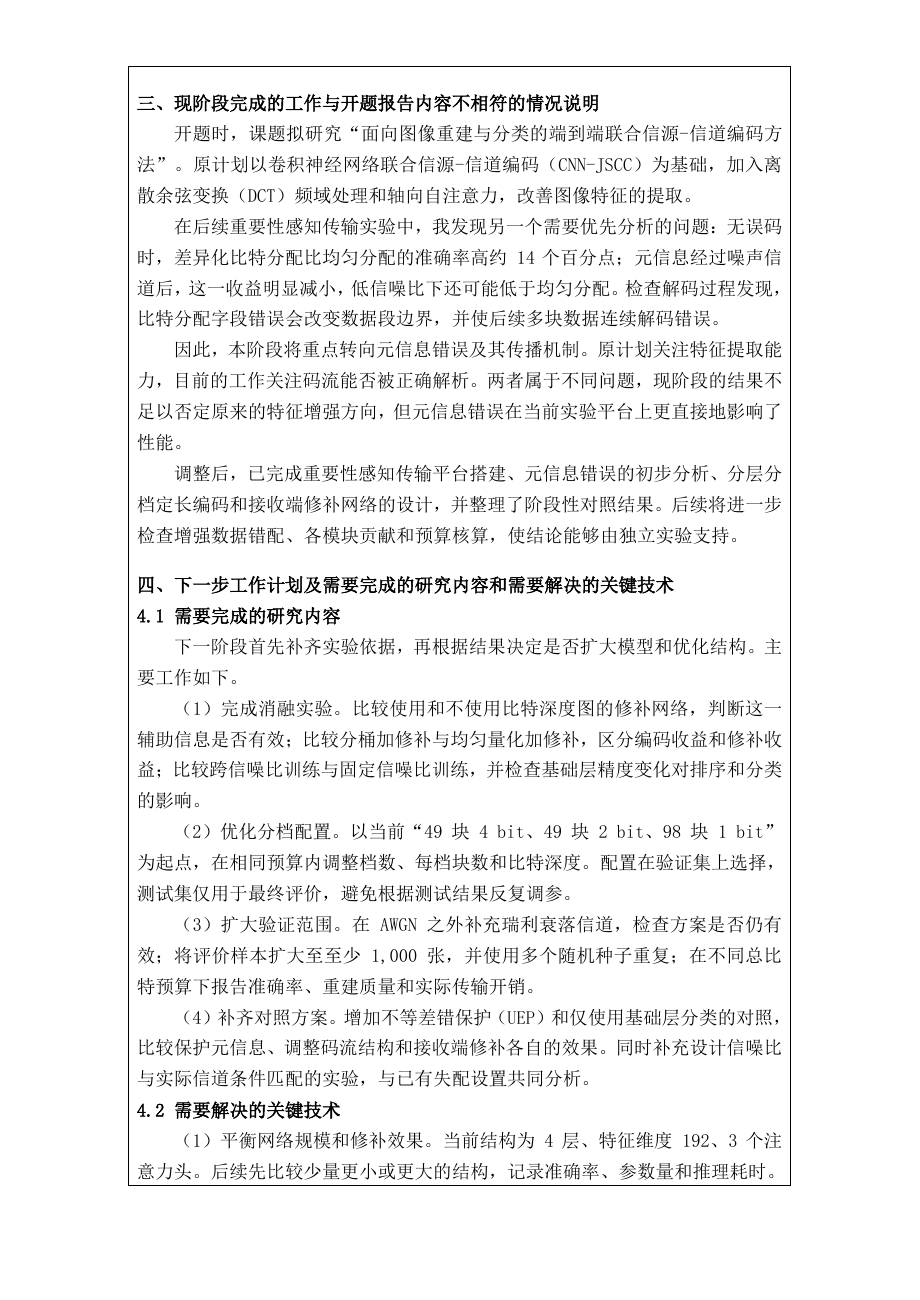 三、现阶段完成的工作与开题报告内容不相符的情况说明
开题时，课题拟研究“面向图像重建与分类的端到端联合信源-信道编码方
法”。原计划以卷积神经网络联合信源-信道编码（CNN-JSCC）为基础，加入离
散余弦变换（DCT）频域处理和轴向自注意力，改善图像特征的提取。
在后续重要性感知传输实验中，我发现另一个需要优先分析的问题：无误码
时，差异化比特分配比均匀分配的准确率高约 14 个百分点；元信息经过噪声信
道后，这一收益明显减小，低信噪比下还可能低于均匀分配。检查解码过程发现，
比特分配字段错误会改变数据段边界，并使后续多块数据连续解码错误。
因此，本阶段将重点转向元信息错误及其传播机制。原计划关注特征提取能
力，目前的工作关注码流能否被正确解析。两者属于不同问题，现阶段的结果不
足以否定原来的特征增强方向，但元信息错误在当前实验平台上更直接地影响了
性能。
调整后，已完成重要性感知传输平台搭建、元信息错误的初步分析、分层分
档定长编码和接收端修补网络的设计，并整理了阶段性对照结果。后续将进一步
检查增强数据错配、各模块贡献和预算核算，使结论能够由独立实验支持。
四、下一步工作计划及需要完成的研究内容和需要解决的关键技术
4.1 需要完成的研究内容
下一阶段首先补齐实验依据，再根据结果决定是否扩大模型和优化结构。主
要工作如下。
（1）完成消融实验。比较使用和不使用比特深度图的修补网络，判断这一
辅助信息是否有效；比较分桶加修补与均匀量化加修补，区分编码收益和修补收
益；比较跨信噪比训练与固定信噪比训练，并检查基础层精度变化对排序和分类
的影响。
（2）优化分档配置。以当前“49 块 4 bit、49 块 2 bit、98 块 1 bit”
为起点，在相同预算内调整档数、每档块数和比特深度。配置在验证集上选择，
测试集仅用于最终评价，避免根据测试结果反复调参。
（3）扩大验证范围。在 AWGN 之外补充瑞利衰落信道，检查方案是否仍有
效；将评价样本扩大至至少 1,000 张，并使用多个随机种子重复；在不同总比
特预算下报告准确率、重建质量和实际传输开销。
（4）补齐对照方案。增加不等差错保护（UEP）和仅使用基础层分类的对照，
比较保护元信息、调整码流结构和接收端修补各自的效果。同时补充设计信噪比
与实际信道条件匹配的实验，与已有失配设置共同分析。
4.2 需要解决的关键技术
（1）平衡网络规模和修补效果。当前结构为 4 层、特征维度 192、3 个注
意力头。后续先比较少量更小或更大的结构，记录准确率、参数量和推理耗时。